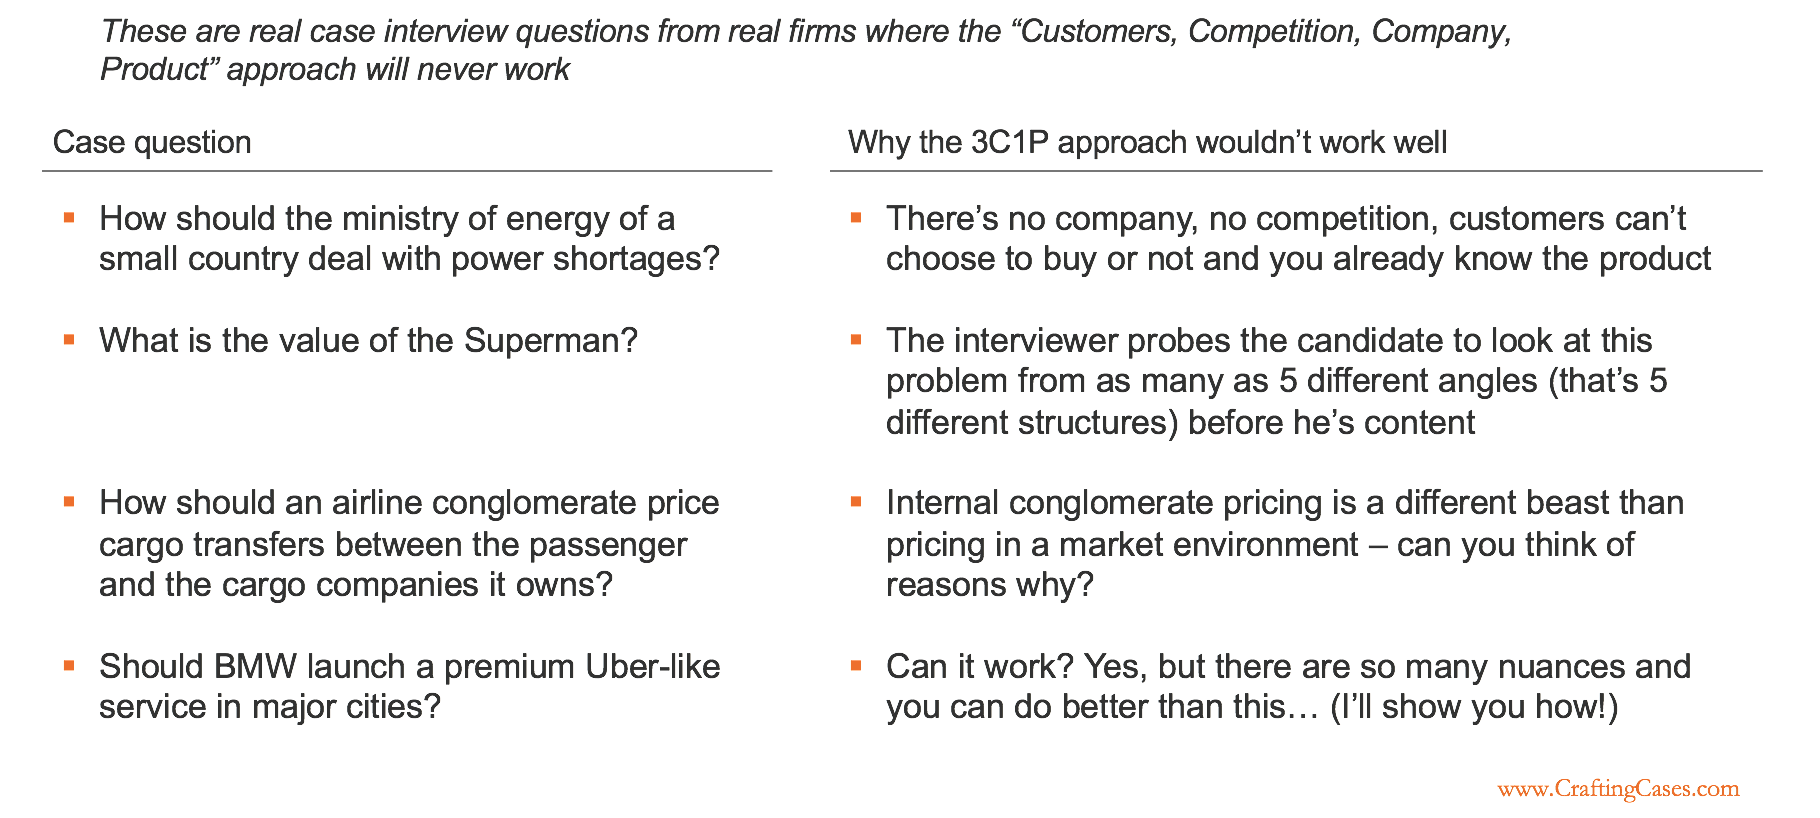 These are real case interview questions from real firms where the “Customers, Competition, Company,
Product” approach will never work
Case question
Why the 3C1P approach wouldn’t work well
▪ How should the ministry of energy of a
small country deal with power shortages?
▪ There’s no company, no competition, customers can’t
choose to buy or not and you already know the product
▪ What is the value of the Superman?
▪ The interviewer probes the candidate to look at this
problem from as many as 5 different angles (that’s 5
different structures) before he’s content
▪ How should an airline conglomerate price
cargo transfers between the passenger
and the cargo companies it owns?
▪ Internal conglomerate pricing is a different beast than
pricing in a market environment – can you think of
reasons why?
▪ Should BMW launch a premium Uber-like
service in major cities?
▪ Can it work? Yes, but there are so many nuances and
you can do better than this… (I’ll show you how!)
www.CraftingCases.com